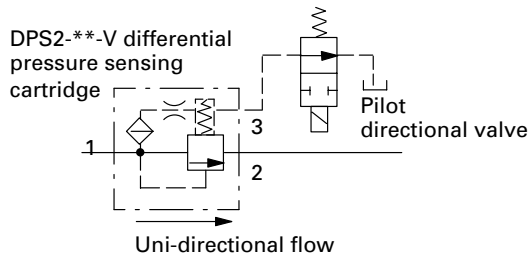 DPS2-**-V differential
pressure sensing
cartridge
3
Pilot
directional valve
1
2
Uni-directional flow